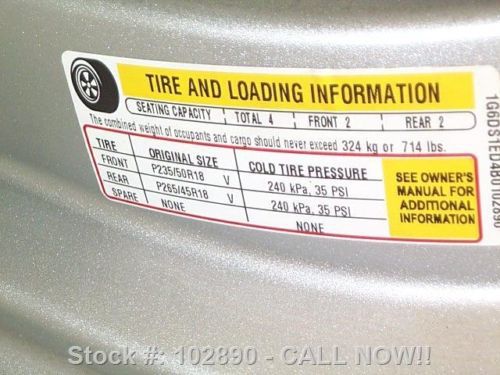 TIRE AND LOADING INFORMATION
SEATING CAPACITY TOTAL 4 FRONT 2 REAR 2
The combined weight of occupants and cargo should never exceed 324 kg or 714 lbs.
TIRE ORIGINAL SIZE COLD TIRE PRESSURE
FRONT P235/50R18 V 240 kPa, 35 PSI
REAR P265/45R18 V 240 kPa, 35 PSI
SPARE NONE NONE
SEE OWNER'S
MANUAL FOR
ADDITIONAL
INFORMATION
Stock #: 102890 - CALL NOW!!